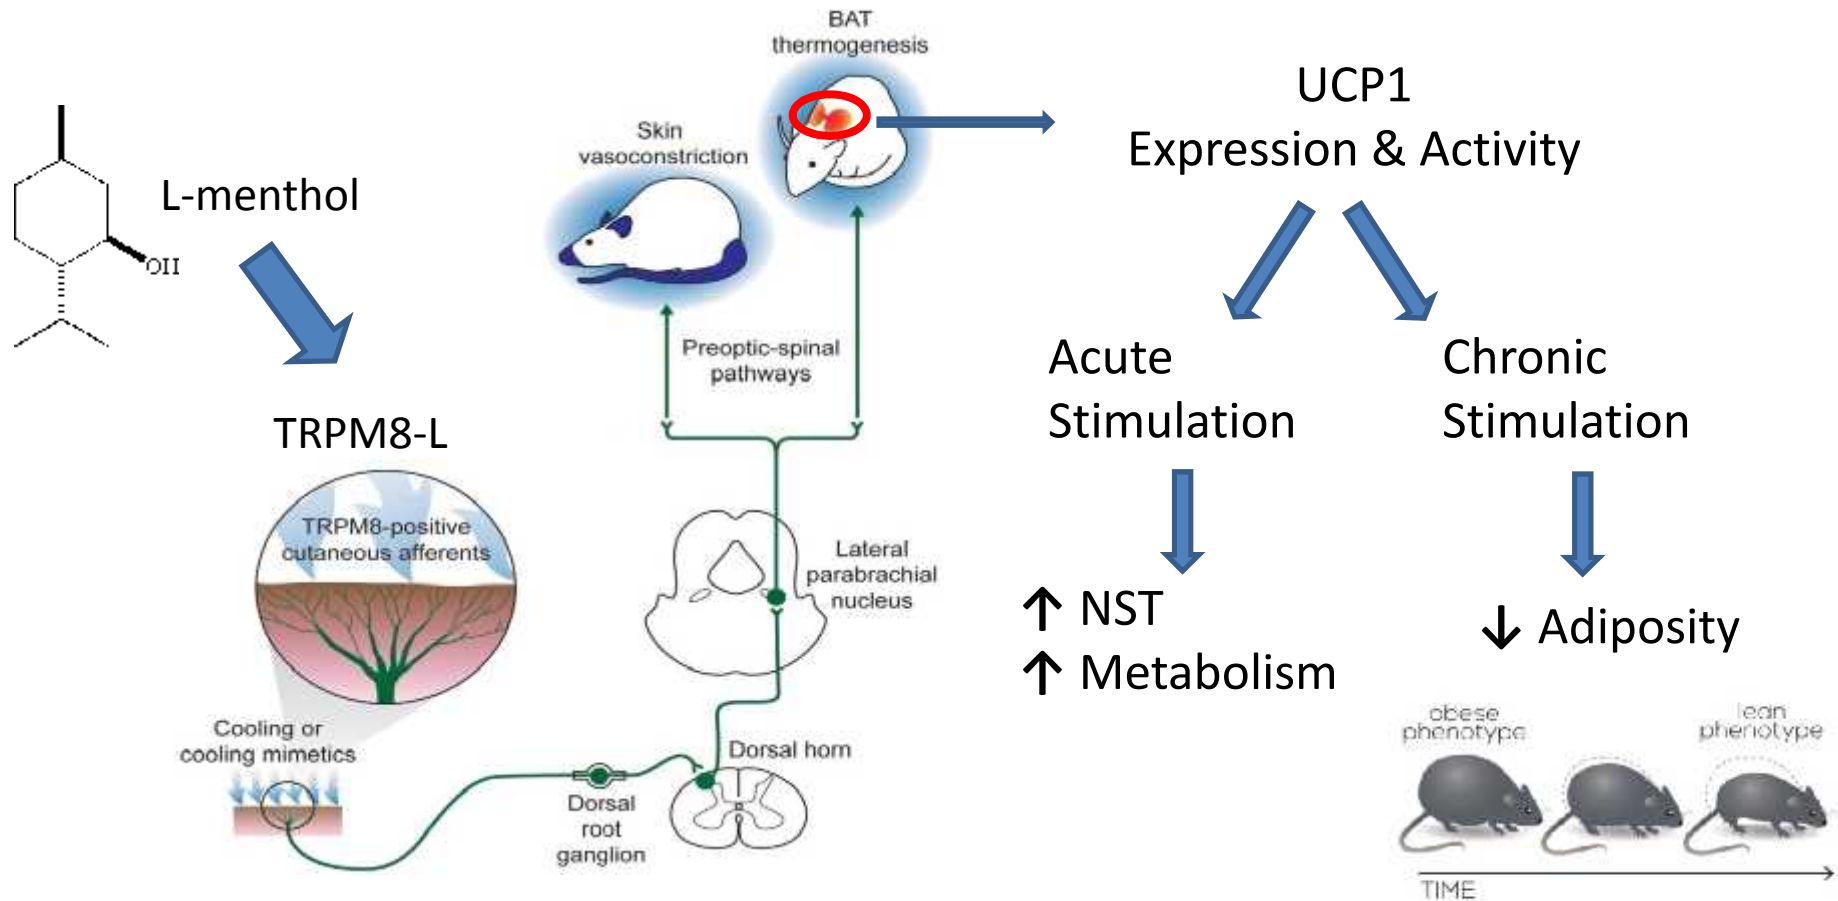 BAT
thermogenesis
UCP1
Expression & Activity
Skin
vasoconstriction
L-menthol
OII
Preoptic-spinal
pathways
Acute
Stimulation
Chronic
Stimulation
TRPM8-L
TRPM8-positive
cutaneous afferents
Lateral
parabrachial
nucleus
↑ NST
↑ Metabolism
↓ Adiposity
Cooling or
cooling mimetics
Dorsal horn
Dorsal
root
ganglion
obese
phenotype
lean
phenotype
TIME